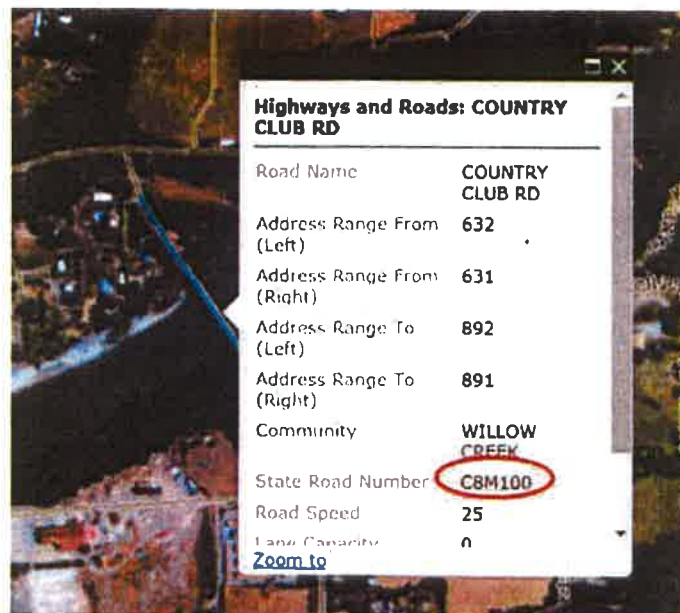 Highways and Roads: COUNTRY
CLUB RD
Road Name COUNTRY
CLUB RD
Address Range From 632
(Left)
Address Range From 631
(Right)
Address Range To 892
(Left)
Address Range To 891
(Right)
Community WILLOW
CREEK
State Road Number C8M100
Road Speed 25
Lane Capacity 0
Zoom to